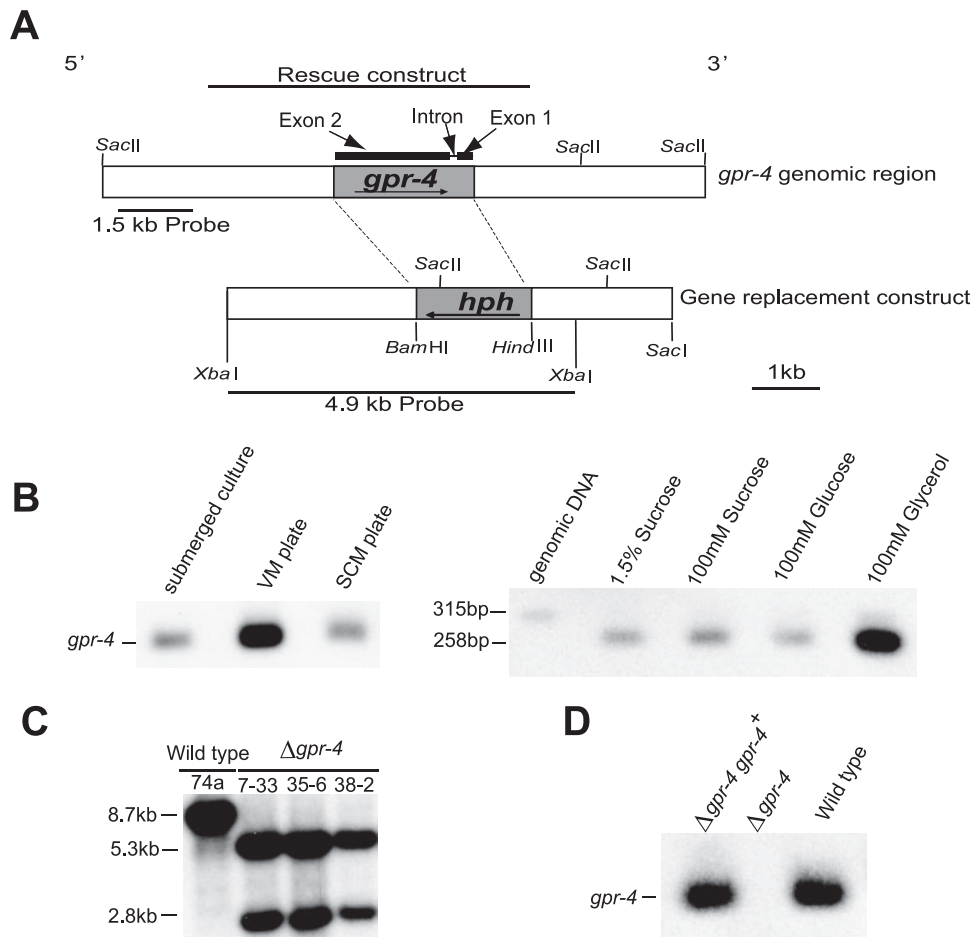 A
5’ 3’
Rescue construct
Exon 2 Intron Exon 1
SacII SacII SacII
gpr-4
gpr-4 genomic region
1.5 kb Probe
SacII SacII
hph
Gene replacement construct
BamHI HindIII SacI
XbaI XbaI
1kb
4.9 kb Probe
B
submerged culture
VM plate
SCM plate
gpr-4
genomic DNA
1.5% Sucrose
100mM Sucrose
100mM Glucose
100mM Glycerol
315bp
258bp
C
Wild type Δgpr-4
74a 7-33 35-6 38-2
8.7kb
5.3kb
2.8kb
D
Δgpr-4 gpr-4+
Δgpr-4
Wild type
gpr-4